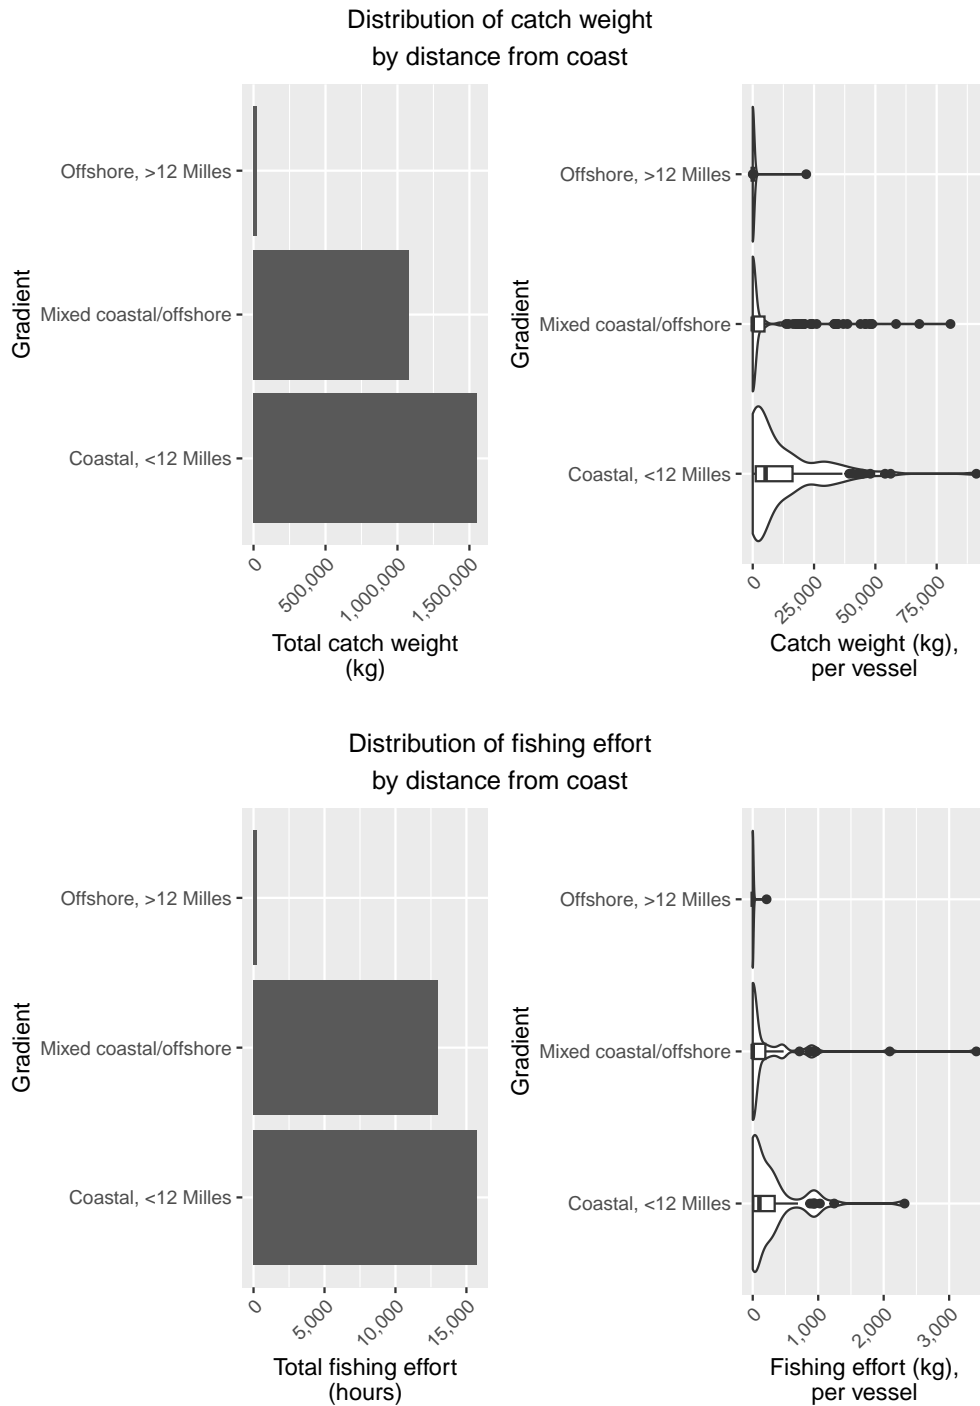 Distribution of catch weight
by distance from coast
Gradient
Offshore, >12 Milles
Mixed coastal/offshore
Coastal, <12 Milles
0
500,000
1,000,000
1,500,000
Total catch weight
(kg)
Gradient
Offshore, >12 Milles
Mixed coastal/offshore
Coastal, <12 Milles
0
25,000
50,000
75,000
Catch weight (kg),
per vessel
Distribution of fishing effort
by distance from coast
Gradient
Offshore, >12 Milles
Mixed coastal/offshore
Coastal, <12 Milles
0
5,000
10,000
15,000
Total fishing effort
(hours)
Gradient
Offshore, >12 Milles
Mixed coastal/offshore
Coastal, <12 Milles
0
1,000
2,000
3,000
Fishing effort (kg),
per vessel